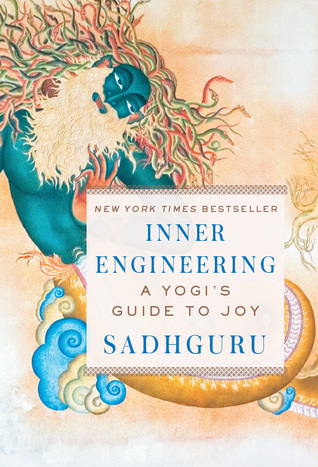 NEW YORK TIMES BESTSELLER
INNER
ENGINEERING
A YOGI'S
GUIDE TO JOY
SADHGURU